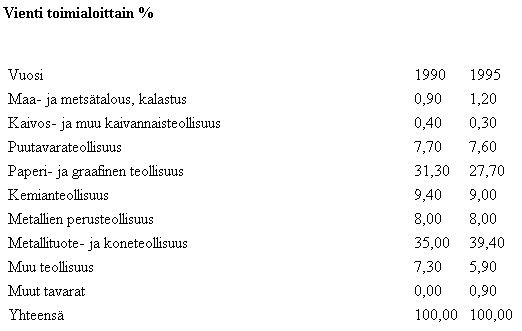 Vienti toimialoittain %
Vuosi 1990 1995
Maa- ja metsätalous, kalastus 0,90 1,20
Kaivos- ja muu kaivannaisteollisuus 0,40 0,30
Puutavarateollisuus 7,70 7,60
Paperi- ja graafinen teollisuus 31,30 27,70
Kemianteollisuus 9,40 9,00
Metallien perusteollisuus 8,00 8,00
Metallituote- ja koneteollisuus 35,00 39,40
Muu teollisuus 7,30 5,90
Muut tavarat 0,00 0,90
Yhteensä 100,00 100,00